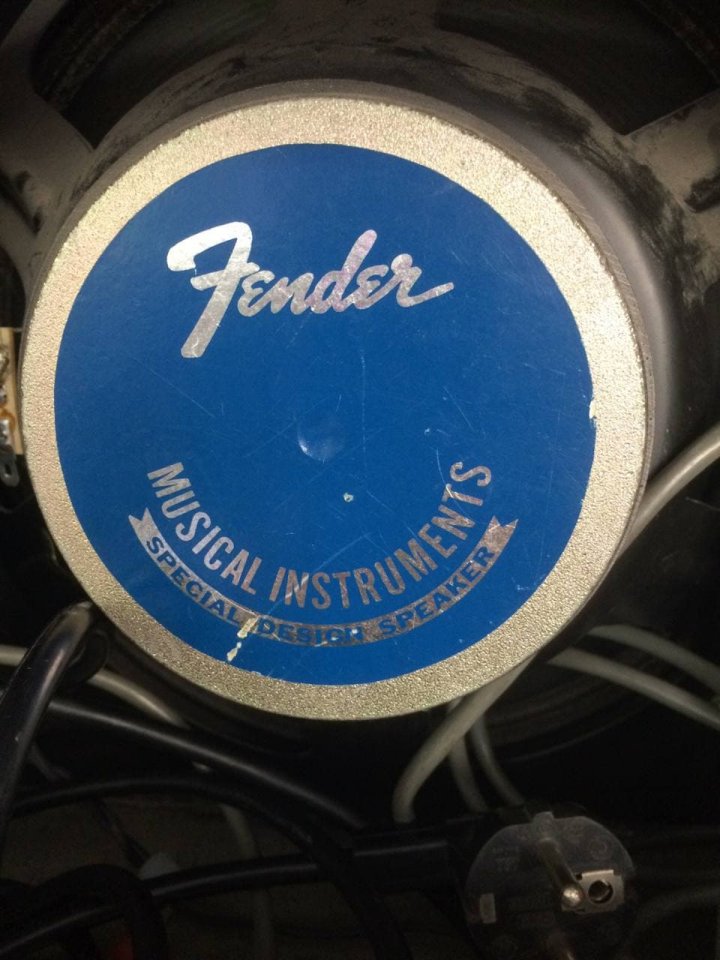 Fender
MUSICAL INSTRUMENTS
SPECIAL DESIGN SPEAKER